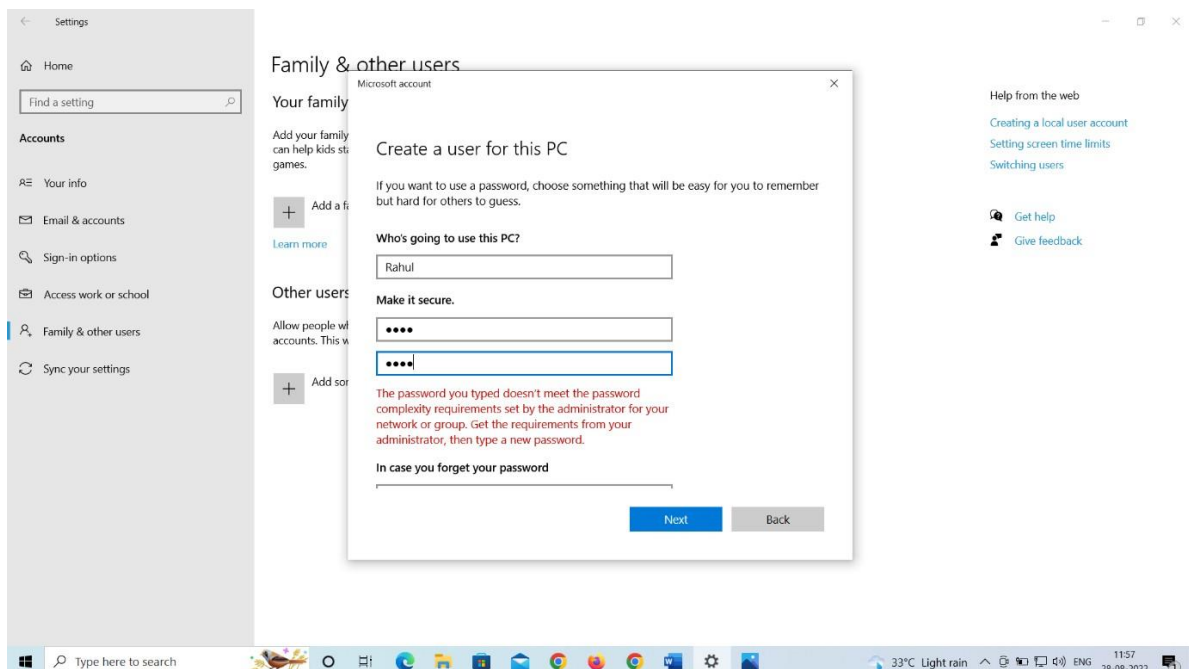 Settings
Home
Find a setting
Accounts
Your info
Email & accounts
Sign-in options
Access work or school
Family & other users
Sync your settings
Family & other users
Your family
Add your family
can help kids sta
games.
Add a fa
Learn more
Other users
Allow people wh
accounts. This w
Add som
Microsoft account
Create a user for this PC
If you want to use a password, choose something that will be easy for you to remember
but hard for others to guess.
Who's going to use this PC?
Rahul
Make it secure.
The password you typed doesn't meet the password
complexity requirements set by the administrator for your
network or group. Get the requirements from your
administrator, then type a new password.
In case you forget your password
Next
Back
Help from the web
Creating a local user account
Setting screen time limits
Switching users
Get help
Give feedback
Type here to search
33°C Light rain
ENG
11:57
28-08-2022